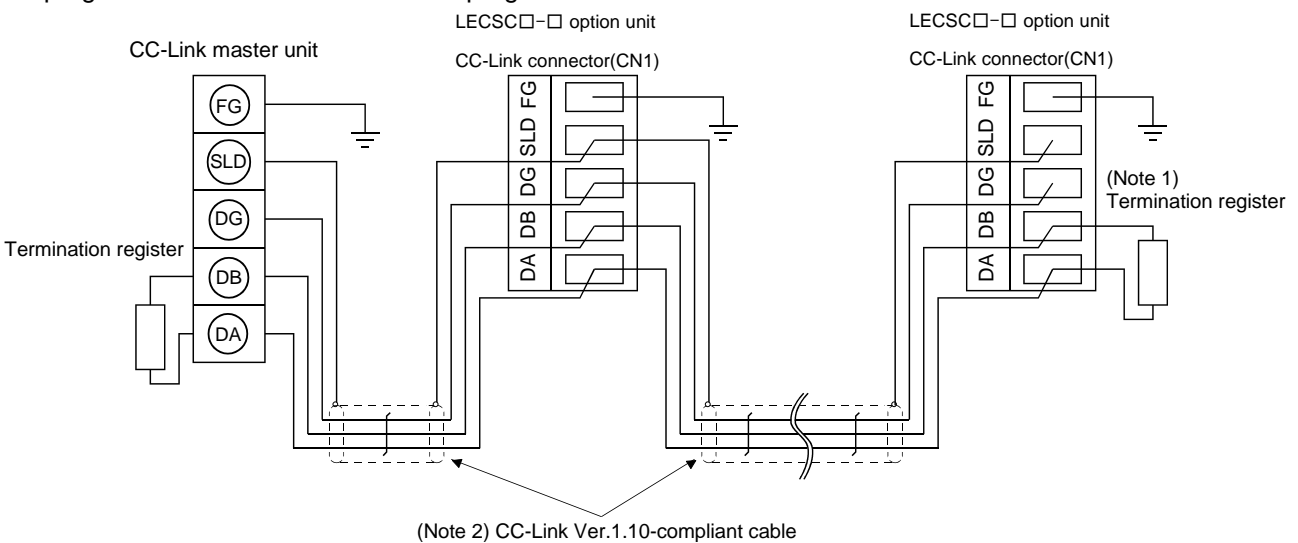 LECSC□-□ option unit
LECSC□-□ option unit
CC-Link master unit
CC-Link connector(CN1)
CC-Link connector(CN1)
FG
SLD
DG
DB
DA
FG
SLD
DG
DB
DA
FG
SLD
DG
DB
DA
(Note 1)
Termination register
Termination register
(Note 2) CC-Link Ver.1.10-compliant cable